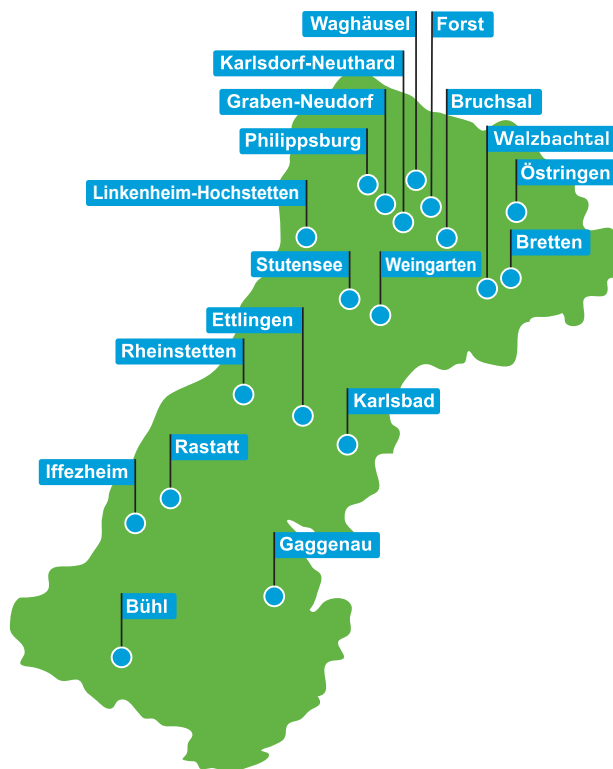 Waghäusel
Forst
Karlsdorf-Neuthard
Graben-Neudorf
Bruchsal
Philippsburg
Walzbachtal
Östringen
Linkenheim-Hochstetten
Bretten
Stutensee
Weingarten
Ettlingen
Rheinstetten
Karlsbad
Rastatt
Iffezheim
Gaggenau
Bühl